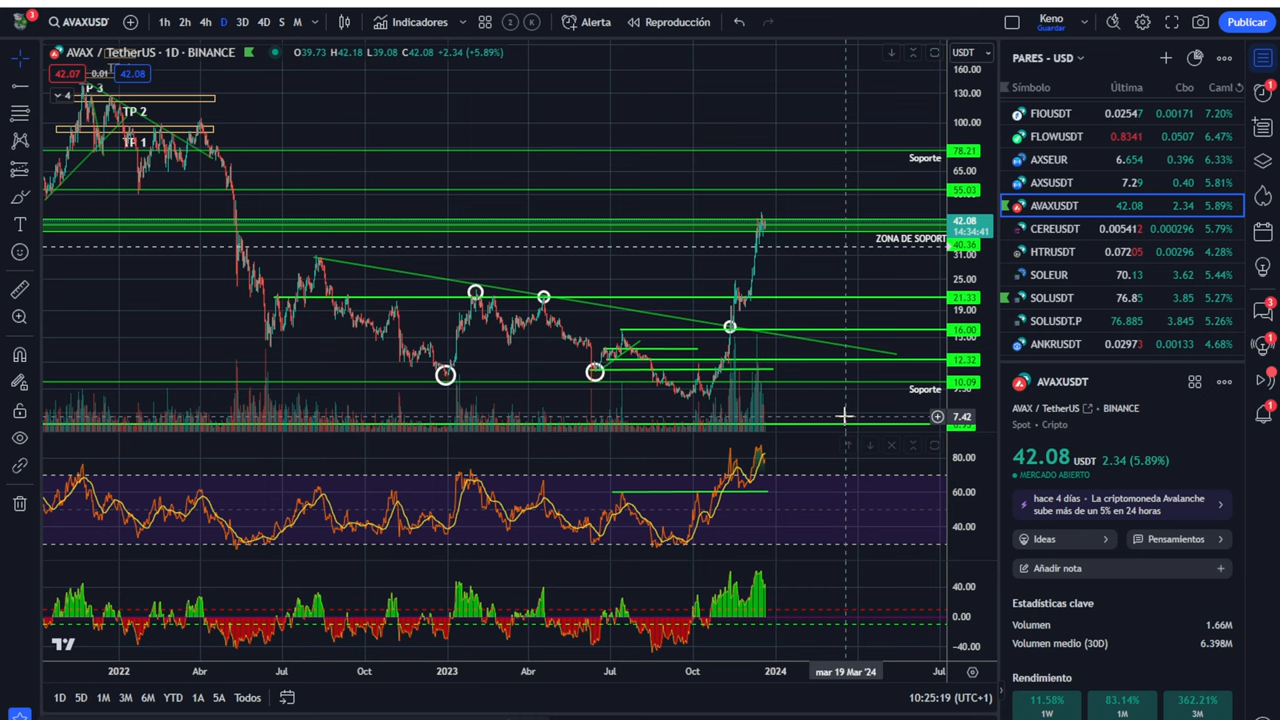 3
AVAXUSDT
1h 2h 4h D 3D 4D S M
Indicadores
2 K
Alerta
Reproducción
Keno
Guardar
Publicar
AVAX / TetherUS · 1D · BINANCE
O39.73 H42.18 L39.08 C42.08 +2.34 (+5.89%)
USDT
42.07 0.01 42.08
4
P 3
TP 2
TP 1
160.00
130.00
100.00
78.21
Soporte
65.00
55.03
42.08
14:34:41
ZONA DE SOPORT
40.36
31.00
25.00
21.33
19.00
16.00
12.32
10.09
Soporte
7.42
80.00
60.00
40.00
40.00
0.00
−40.00
2022 Abr Jul Oct 2023 Abr Jul Oct 2024 mar 19 Mar '24 Jul
1D 5D 1M 3M 6M YTD 1A 5A Todos
10:25:19 (UTC+1)
PARES - USD
Símbolo Última Cbo Caml
FIOUSDT 0.02547 0.00171 7.20%
FLOWUSDT 0.8341 0.0507 6.47%
AXSEUR 6.654 0.396 6.33%
AXSUSDT 7.29 0.40 5.81%
AVAXUSDT 42.08 2.34 5.89%
CEREUSDT 0.005412 0.000296 5.79%
HTRUSDT 0.07205 0.00296 4.28%
SOLEUR 70.13 3.62 5.44%
SOLUSDT 76.85 3.85 5.27%
SOLUSDT.P 76.885 3.845 5.26%
ANKRUSDT 0.02973 0.00133 4.68%
AVAXUSDT
AVAX / TetherUS · BINANCE
Spot · Cripto
42.08 USDT 2.34 (5.89%)
MERCADO ABIERTO
hace 4 días · La criptomoneda Avalanche
sube más de un 5% en 24 horas
Ideas
Pensamientos
Añadir nota
Estadísticas clave
Volumen 1.66M
Volumen medio (30D) 6.398M
Rendimiento
11.58% 83.14% 362.21%
1W 1M 3M
1
3
1
1